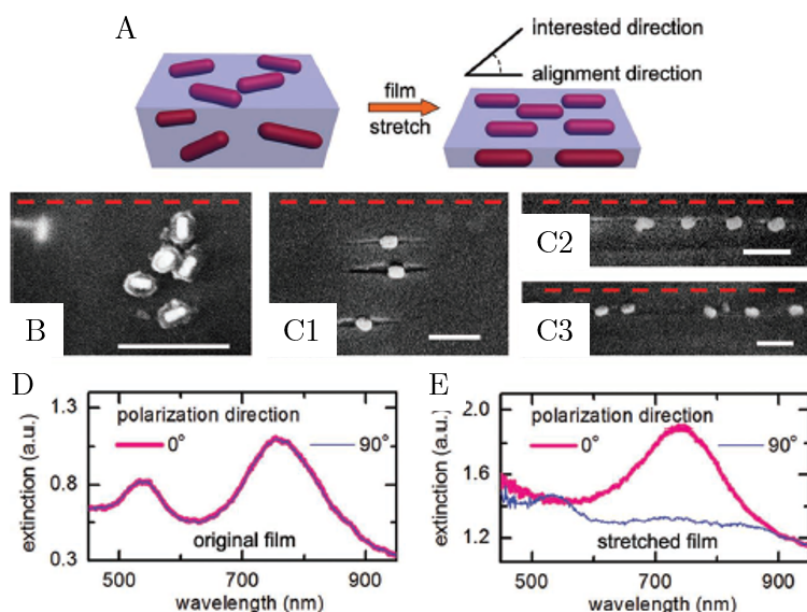 A
interested direction
alignment direction
film
stretch
B
C1
C2
C3
D
polarization direction
0°
90°
original film
extinction (a.u.)
1.3
0.8
0.3
500
700
900
wavelength (nm)
E
polarization direction
0°
90°
stretched film
extinction (a.u.)
2.0
1.6
1.2
500
700
900
wavelength (nm)